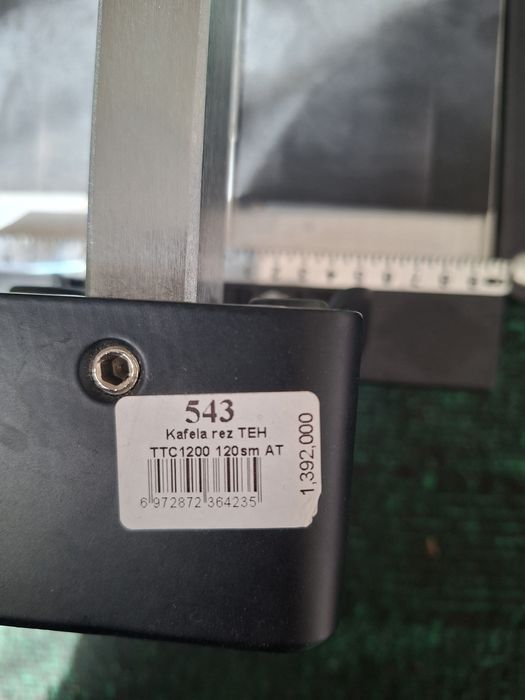 543
Kafela rez TEH
TTC1200 120sm AT
6 972872 364235
1,392,000